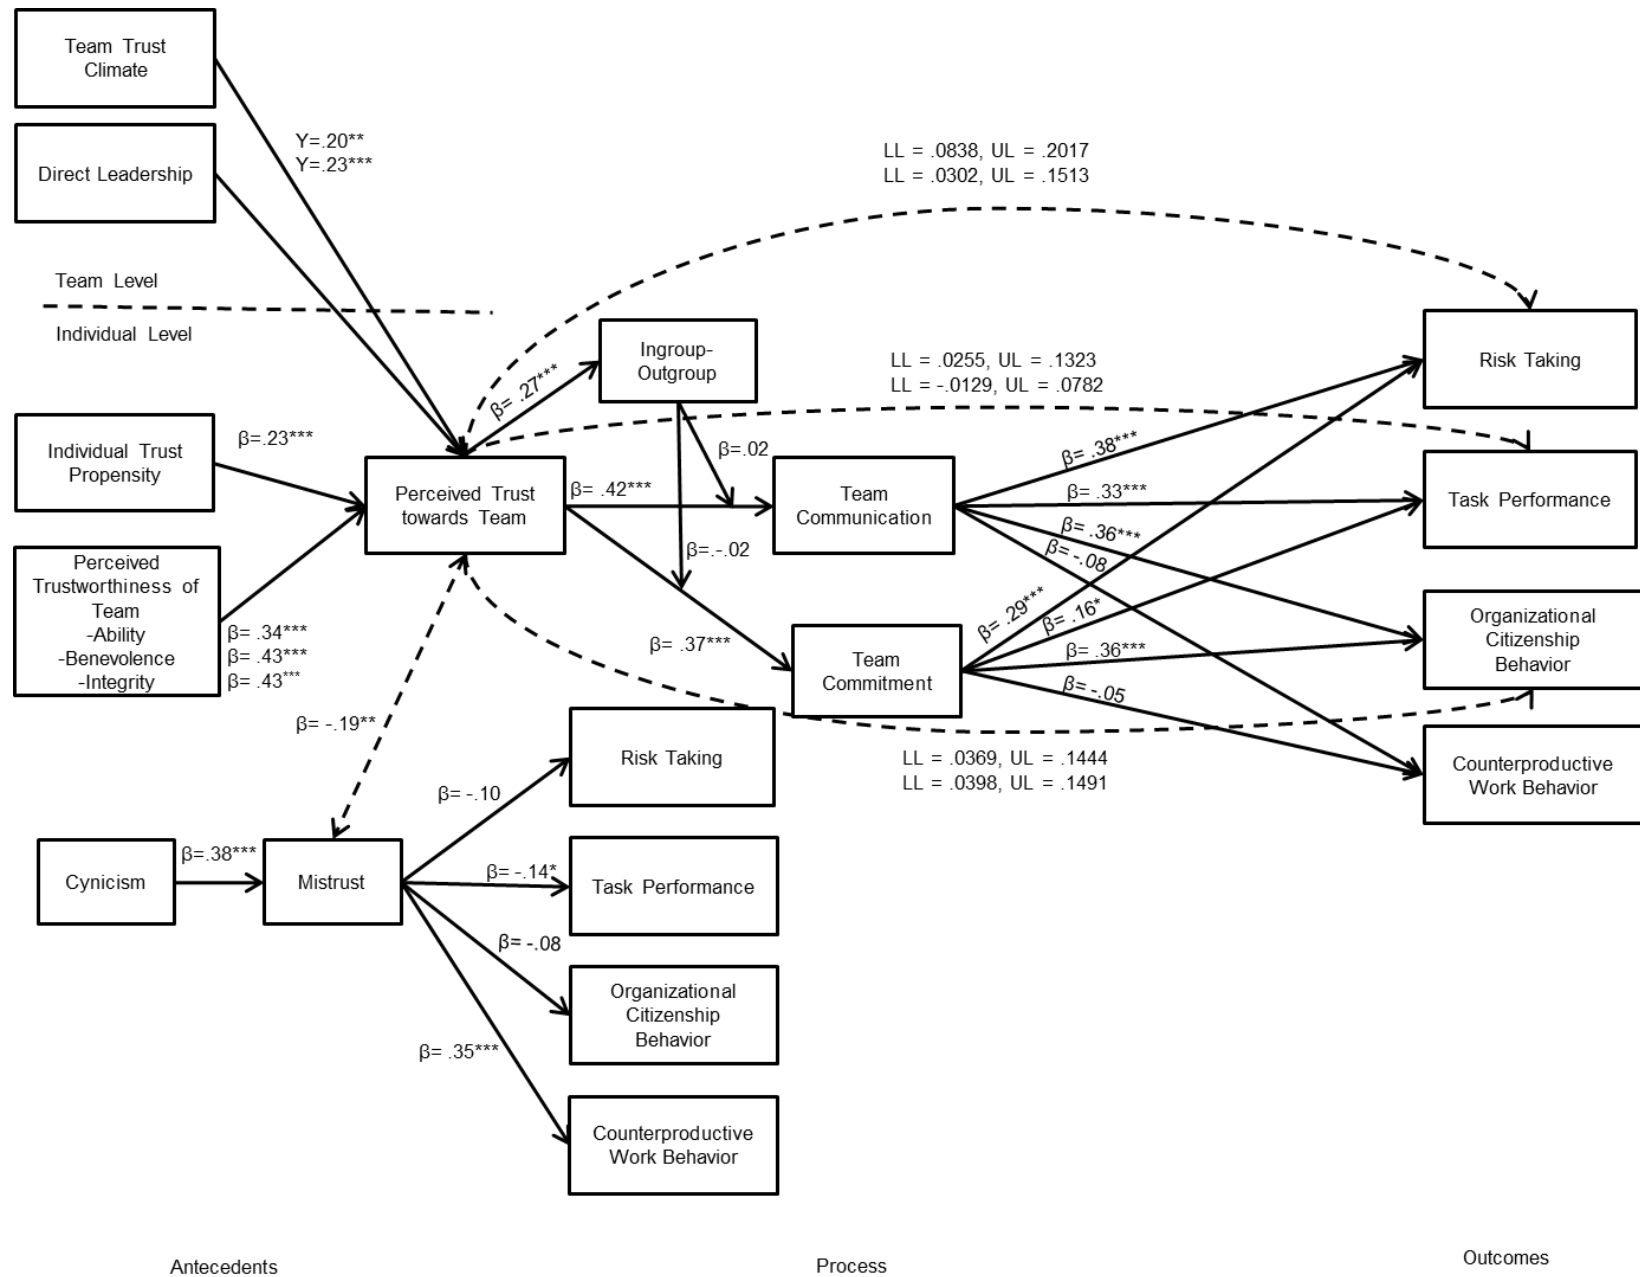 Team Trust
Climate
Direct Leadership
Y=.20**
Y=.23***
LL = .0838, UL = .2017
LL = .0302, UL = .1513
Team Level
Individual Level
Ingroup-
Outgroup
β= .27***
LL = .0255, UL = .1323
LL = -.0129, UL = .0782
Risk Taking
Individual Trust
Propensity
β=.23***
Perceived Trust
towards Team
β= .42***
β=.02
β=.-.02
Team
Communication
β= .38***
β= .33***
β= .36***
β= -.08
Task Performance
Perceived
Trustworthiness of
Team
-Ability
-Benevolence
-Integrity
β= .34***
β= .43***
β= .43***
β= .37***
Team
Commitment
β= .29***
β= .16*
β= .36***
β= -.05
Organizational
Citizenship
Behavior
β= -.19**
LL = .0369, UL = .1444
LL = .0398, UL = .1491
Counterproductive
Work Behavior
Cynicism
β=.38***
Mistrust
β= -.10
Risk Taking
β= -.14*
Task Performance
β= -.08
Organizational
Citizenship
Behavior
β= .35***
Counterproductive
Work Behavior
Antecedents
Process
Outcomes